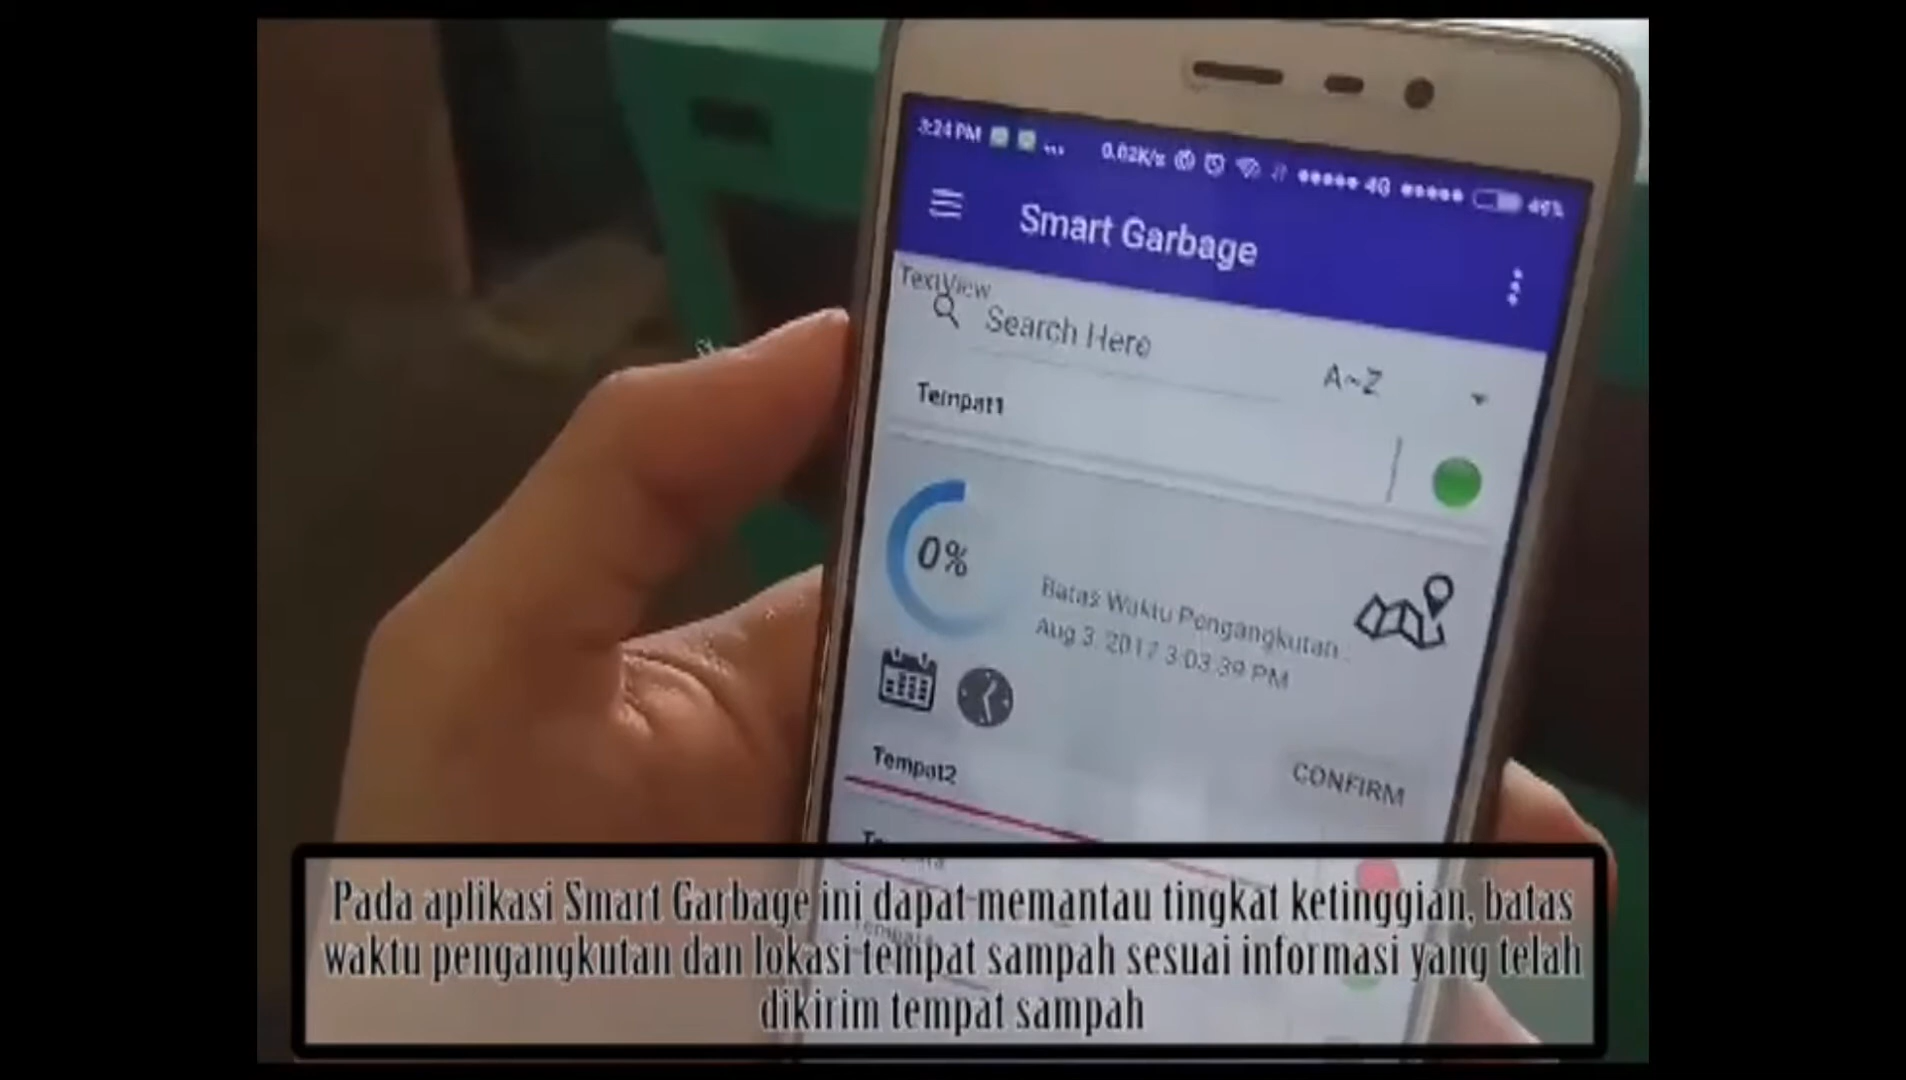 3:24 PM ... 0.02K/s 4G 46%
Smart Garbage
TextView
Search Here
A~Z
Tempat1
0%
Batas Waktu Pengangkutan...
Aug 3, 2017 3:03:39 PM
Tempat2
CONFIRM
Pada aplikasi Smart Garbage ini dapat memantau tingkat ketinggian, batas
waktu pengangkutan dan lokasi tempat sampah sesuai informasi yang telah
dikirim tempat sampah